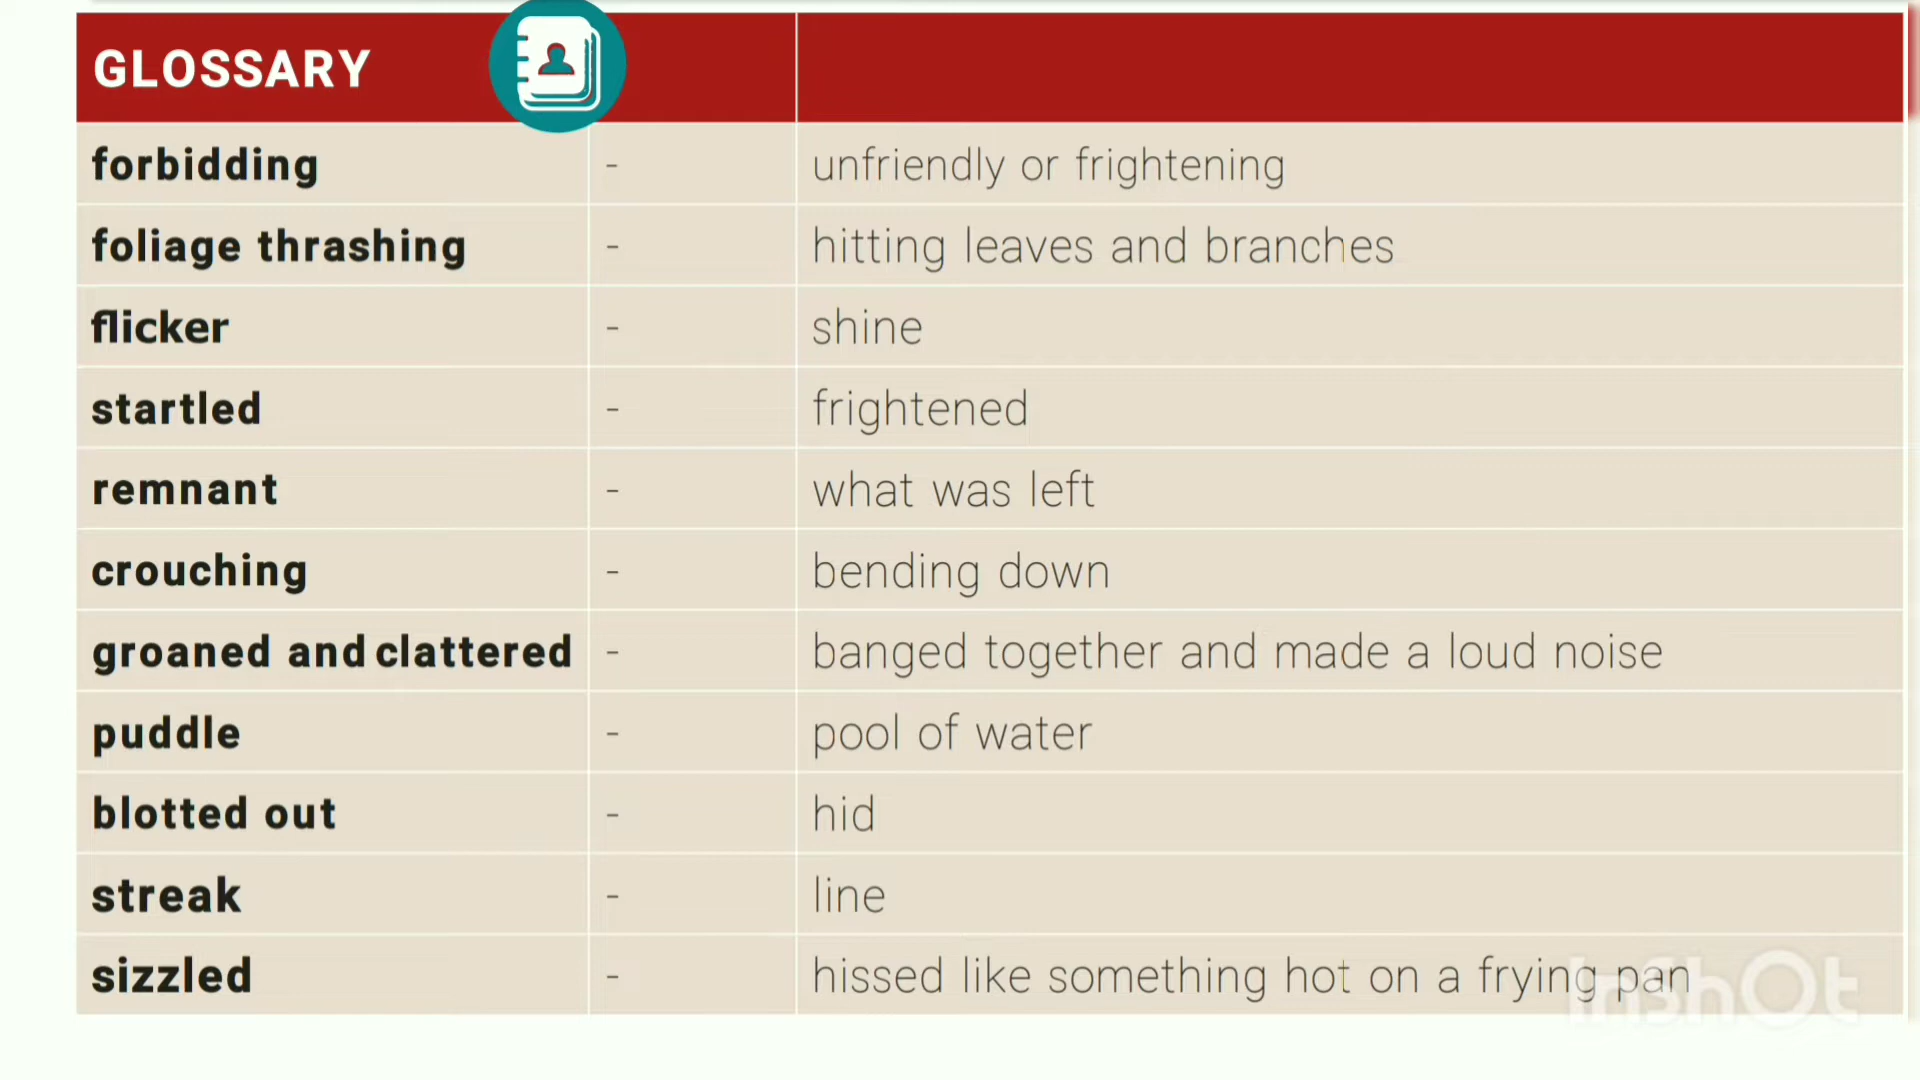 GLOSSARY
forbidding - unfriendly or frightening
foliage thrashing - hitting leaves and branches
flicker - shine
startled - frightened
remnant - what was left
crouching - bending down
groaned and clattered - banged together and made a loud noise
puddle - pool of water
blotted out - hid
streak - line
sizzled - hissed like something hot on a frying pan
InShOt